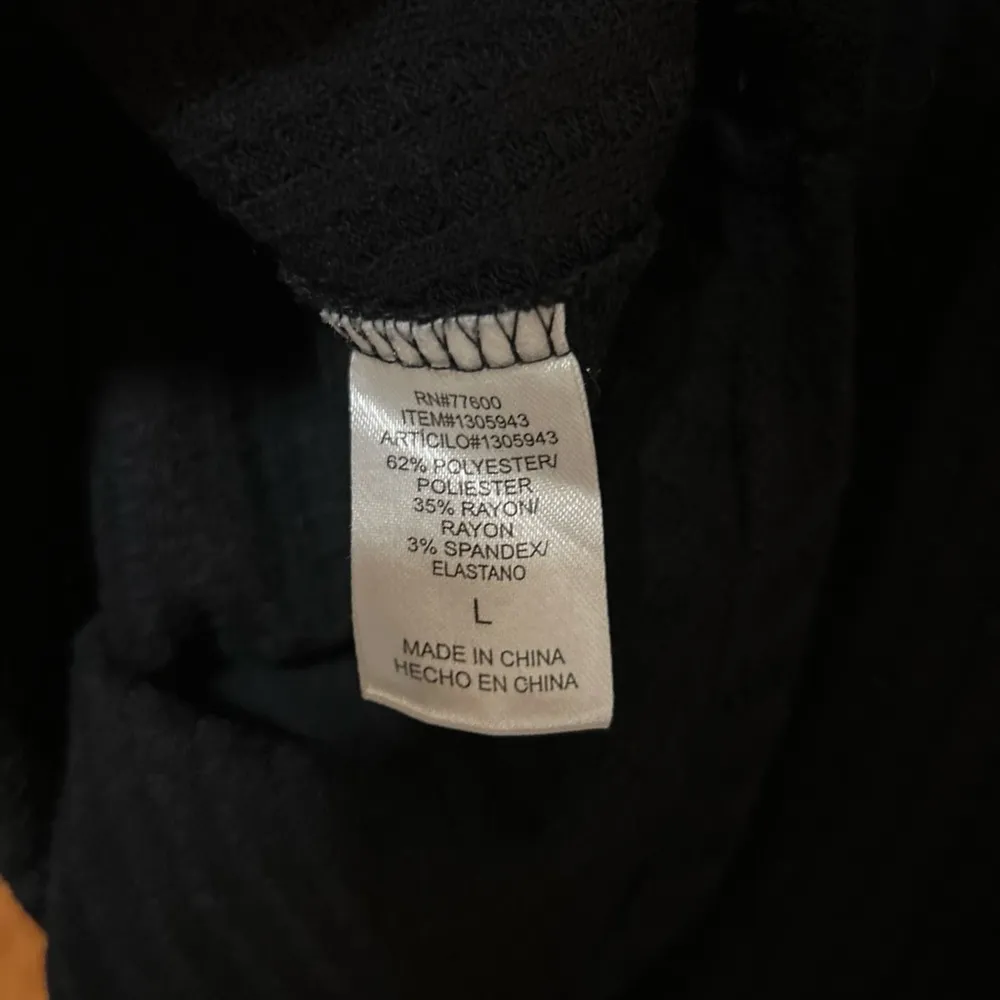 RN#77600
ITEM#1305943
ARTÍCILO#1305943
62% POLYESTER/
POLIESTER
35% RAYON/
RAYON
3% SPANDEX/
ELASTANO
L
MADE IN CHINA
HECHO EN CHINA